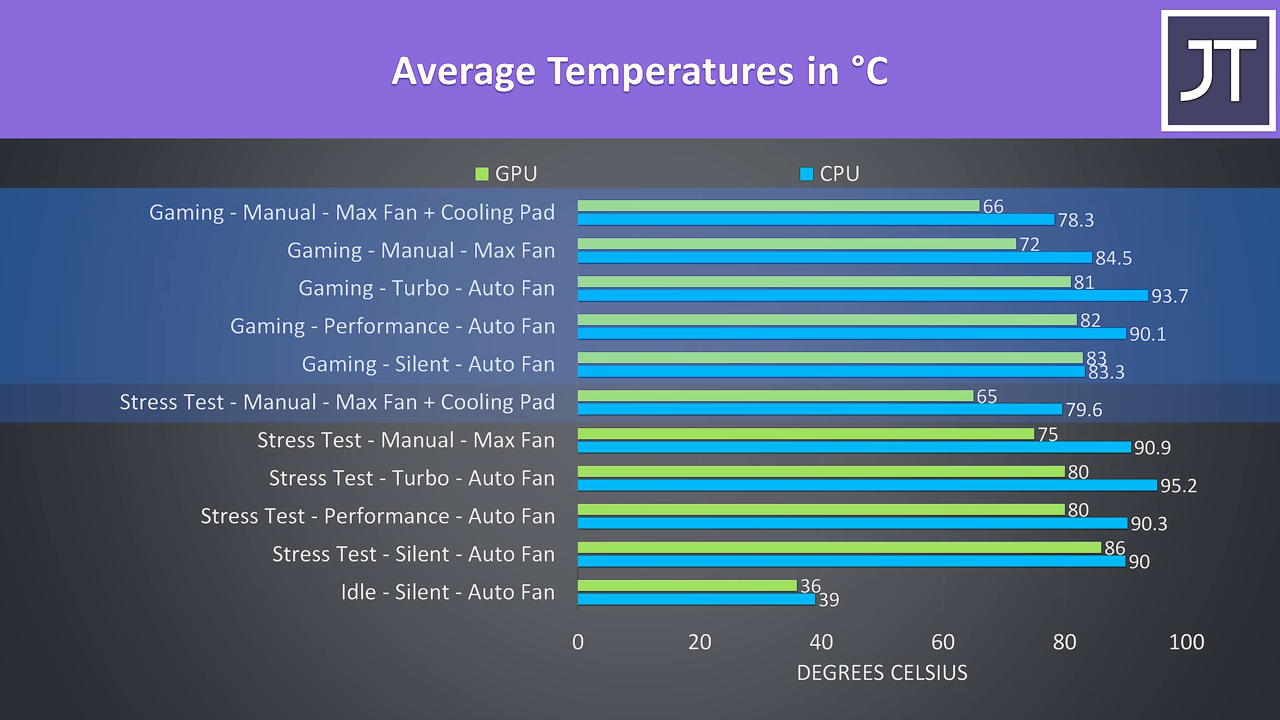 Average Temperatures in °C
JT
GPU CPU
Gaming - Manual - Max Fan + Cooling Pad 66 78.3
Gaming - Manual - Max Fan 72 84.5
Gaming - Turbo - Auto Fan 81 93.7
Gaming - Performance - Auto Fan 82 90.1
Gaming - Silent - Auto Fan 83 83.3
Stress Test - Manual - Max Fan + Cooling Pad 65 79.6
Stress Test - Manual - Max Fan 75 90.9
Stress Test - Turbo - Auto Fan 80 95.2
Stress Test - Performance - Auto Fan 80 90.3
Stress Test - Silent - Auto Fan 86 90
Idle - Silent - Auto Fan 36 39
0 20 40 60 80 100
DEGREES CELSIUS